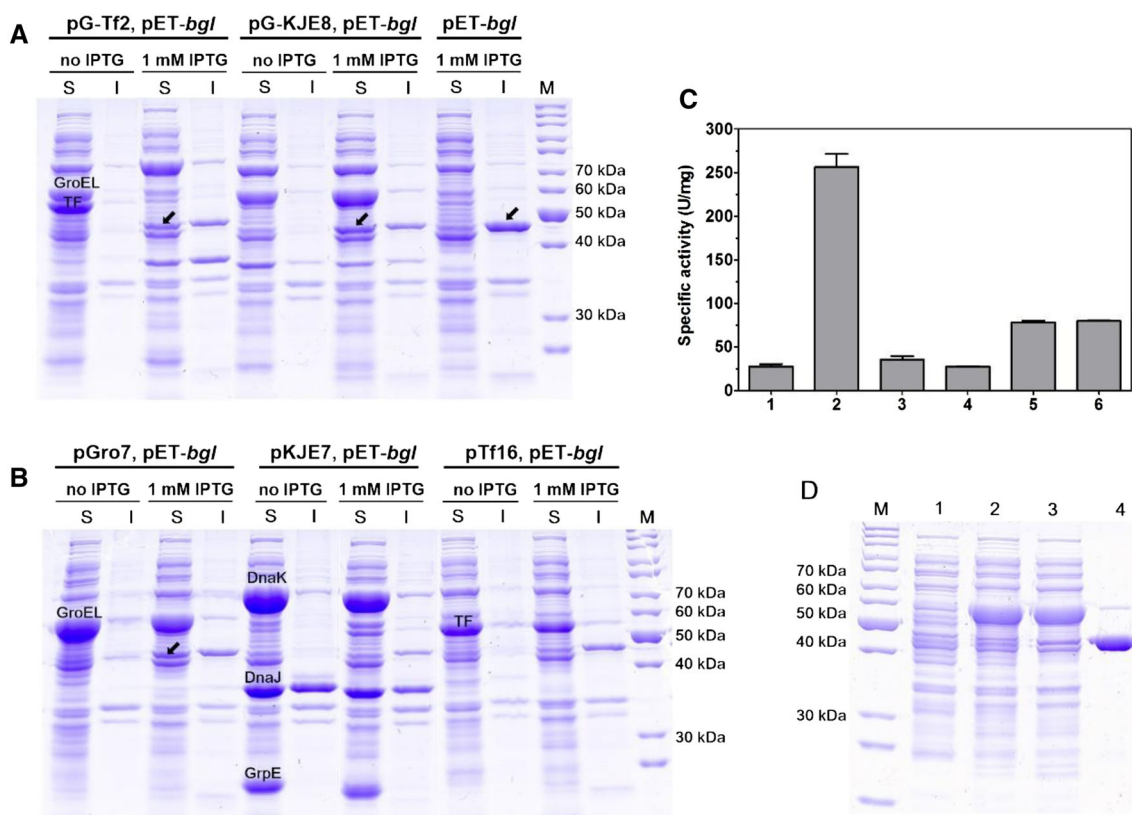 A
pG-Tf2, pET-bgl pG-KJE8, pET-bgl pET-bgl
no IPTG 1 mM IPTG no IPTG 1 mM IPTG 1 mM IPTG
S I S I S I S I S I M
GroEL
TF
70 kDa
60 kDa
50 kDa
40 kDa
30 kDa
B
pGro7, pET-bgl pKJE7, pET-bgl pTf16, pET-bgl
no IPTG 1 mM IPTG no IPTG 1 mM IPTG no IPTG 1 mM IPTG
S I S I S I S I S I S I M
GroEL
DnaK
DnaJ
GrpE
TF
70 kDa
60 kDa
50 kDa
40 kDa
30 kDa
C
Specific activity (U/mg)
300
250
200
150
100
50
0
1 2 3 4 5 6
D
M 1 2 3 4
70 kDa
60 kDa
50 kDa
40 kDa
30 kDa